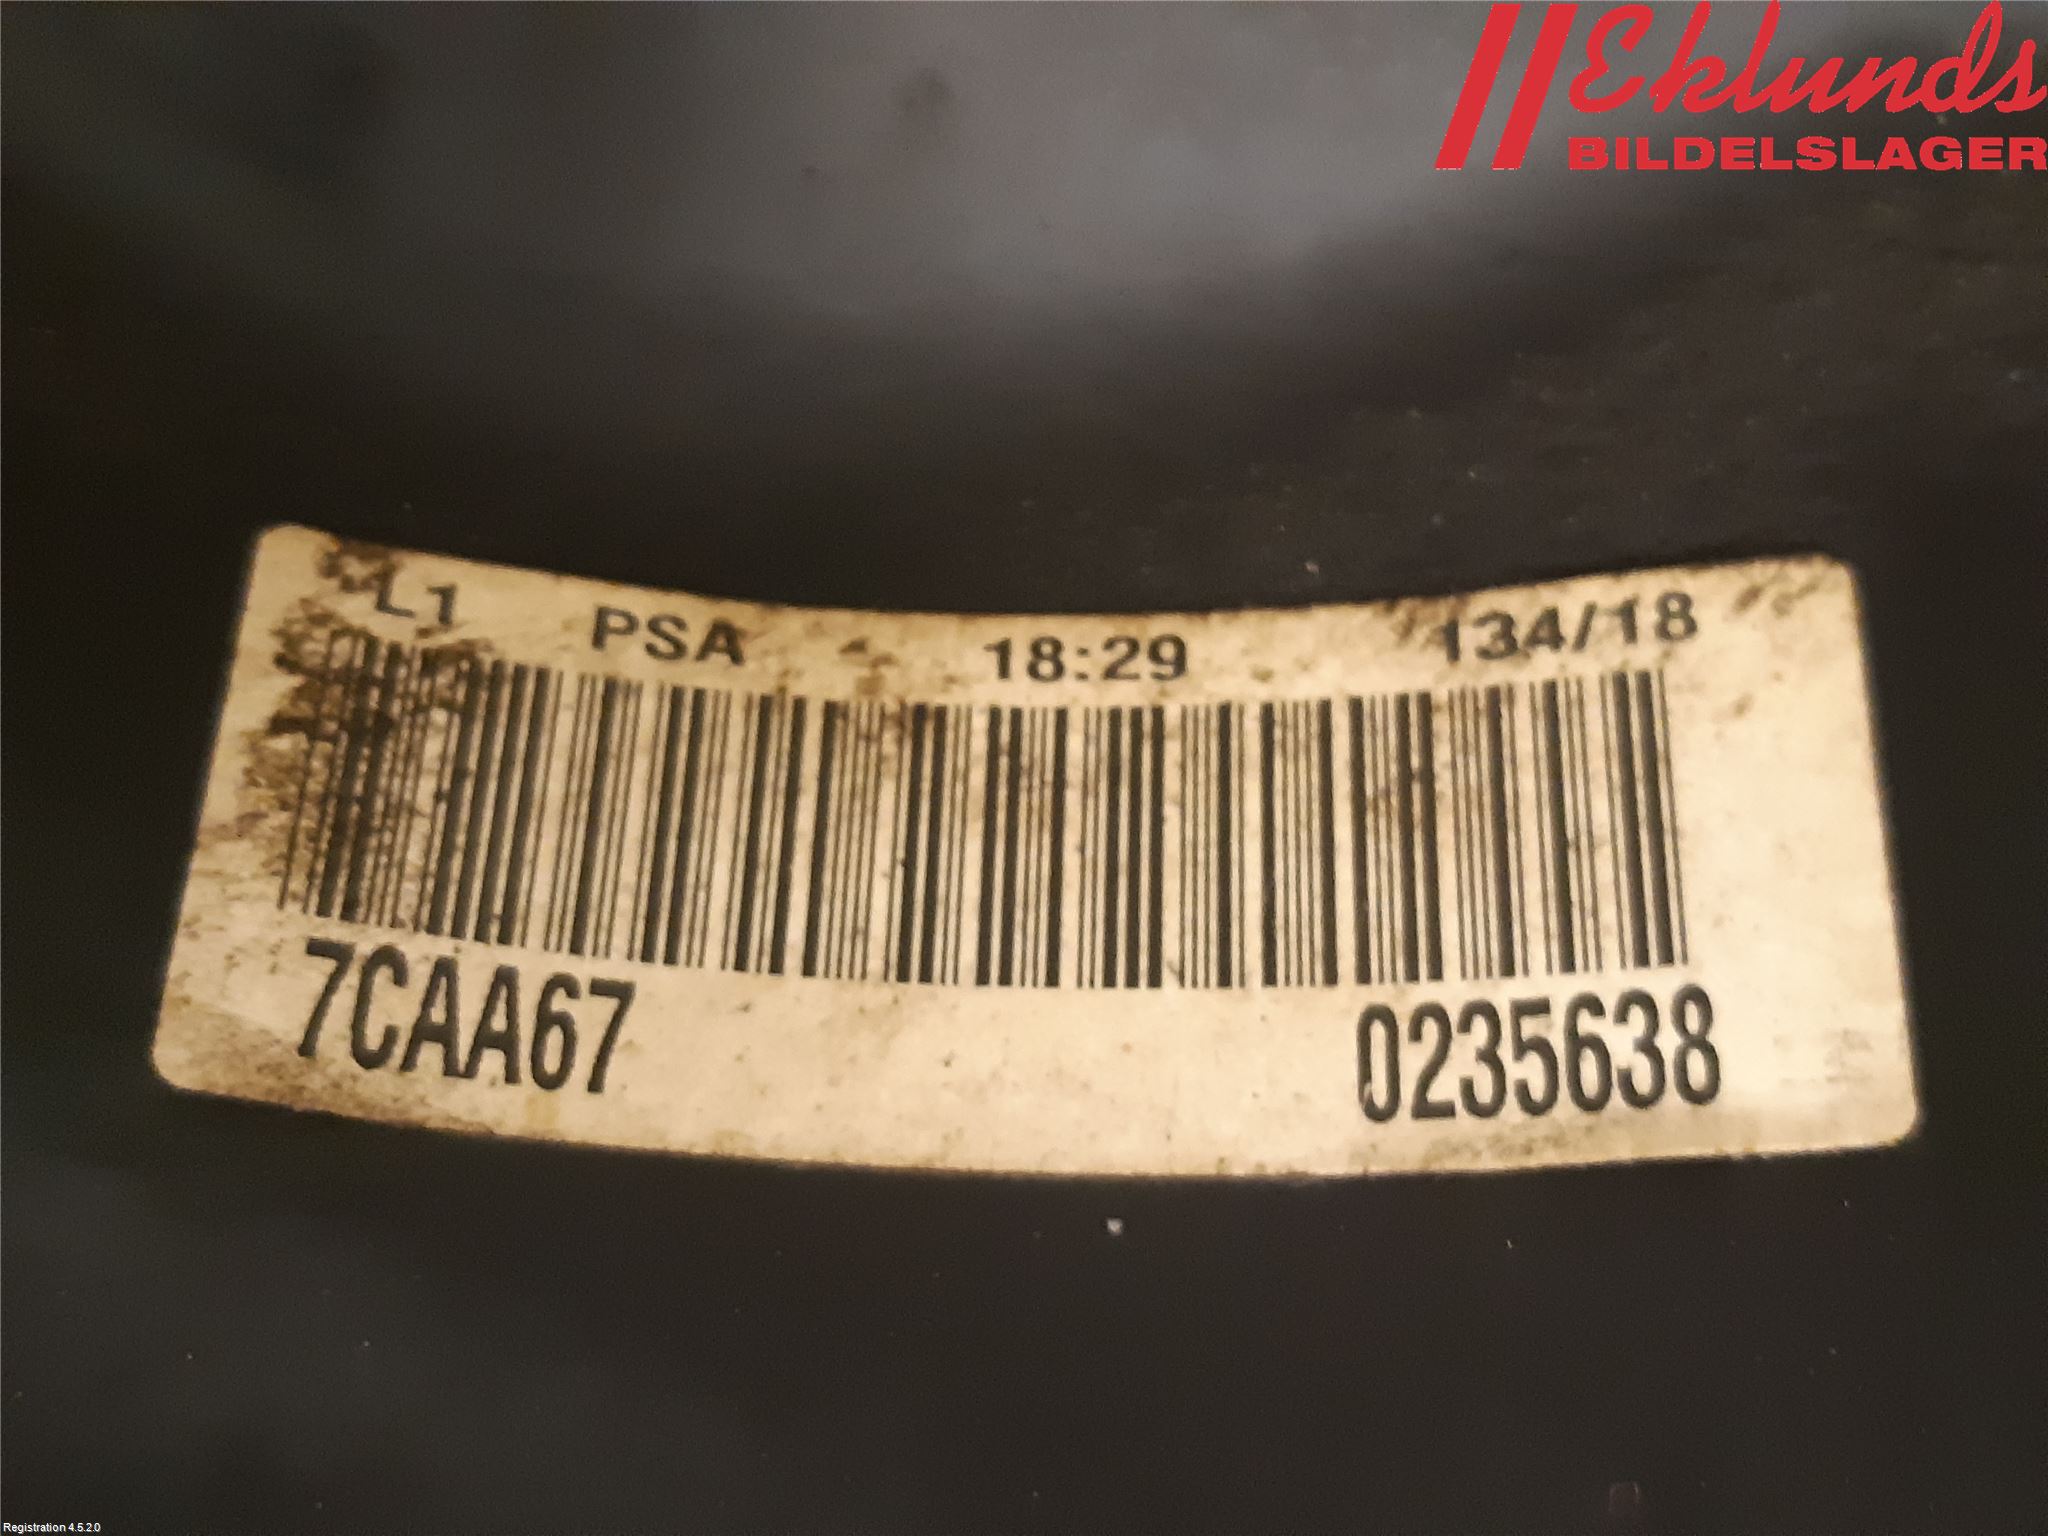 Eklunds
BILDELSLAGER
L1 PSA 18:29 134/18
7CAA67 0235638
Registration 4.5.2.0